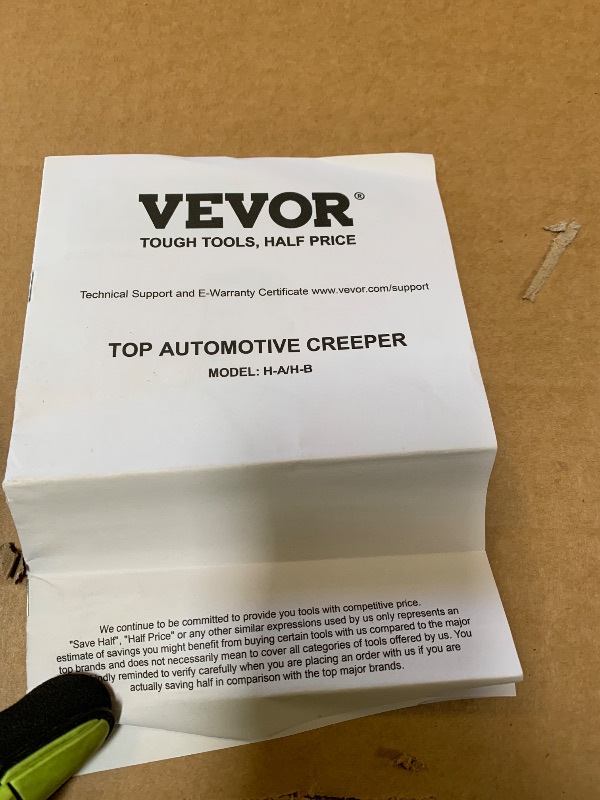 VEVOR®
TOUGH TOOLS, HALF PRICE
Technical Support and E-Warranty Certificate www.vevor.com/support
TOP AUTOMOTIVE CREEPER
MODEL: H-A/H-B
We continue to be committed to provide you tools with competitive price.
"Save Half", "Half Price" or any other similar expressions used by us only represents an
estimate of savings you might benefit from buying certain tools with us compared to the major
top brands and does not necessarily mean to cover all categories of tools offered by us. You
reminded to verify carefully when you are placing an order with us if you are
actually saving half in comparison with the top major brands.